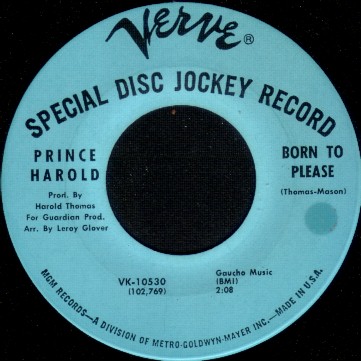 Verve®
SPECIAL DISC JOCKEY RECORD
PRINCE
HAROLD
Prod. By
Harold Thomas
For Guardian Prod.
Arr. By Leroy Glover
BORN TO
PLEASE
(Thomas-Mason)
VK-10530
(102,769)
Gaucho Music
(BMI)
2:08
MGM RECORDS—A DIVISION OF METRO-GOLDWYN-MAYER INC.—MADE IN U.S.A.